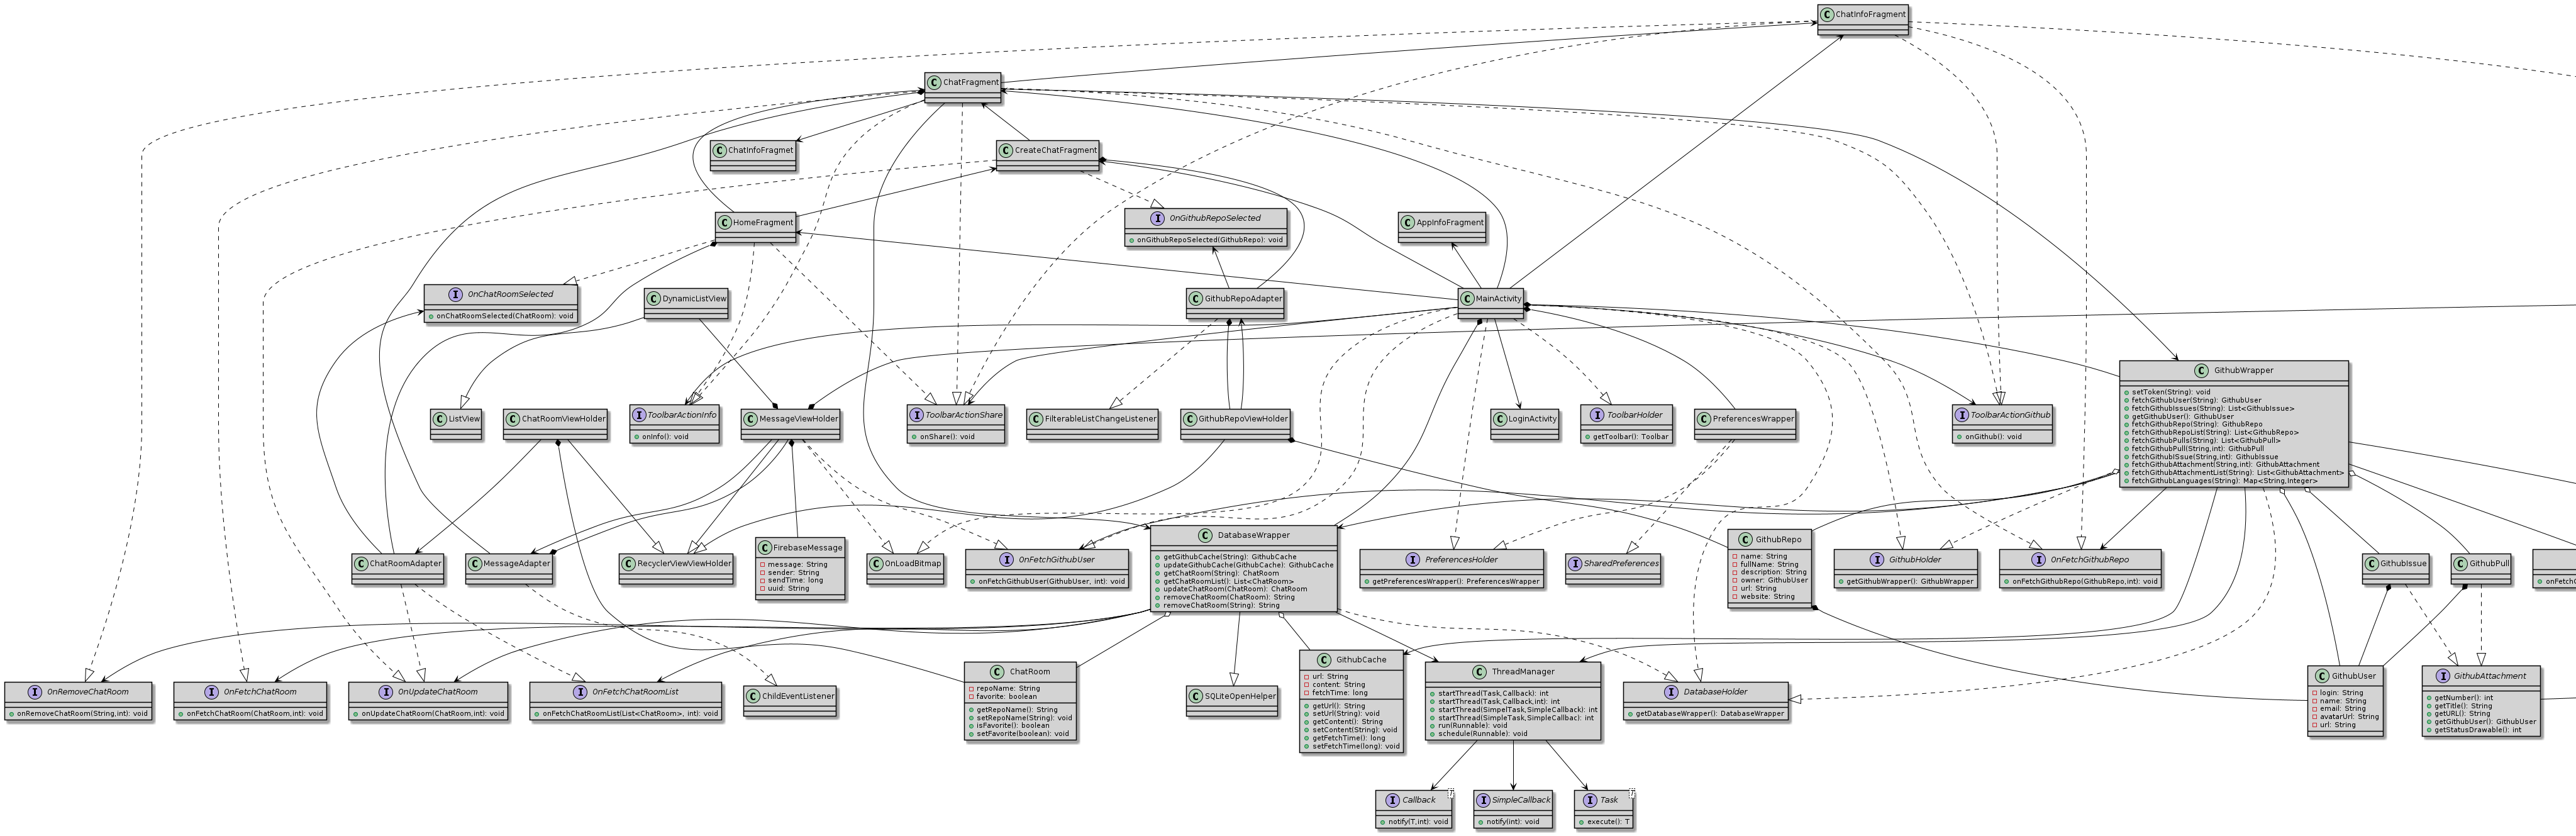 C ChatInfoFragment
C ChatFragment
C ChatInfoFragmet
C CreateChatFragment
C HomeFragment
I OnGithubRepoSelected
onGithubRepoSelected(GithubRepo): void
C AppInfoFragment
I OnChatRoomSelected
onChatRoomSelected(ChatRoom): void
C DynamicListView
C GithubRepoAdapter
C MainActivity
C ListView
C ChatRoomViewHolder
I ToolbarActionInfo
onInfo(): void
C MessageViewHolder
I ToolbarActionShare
onShare(): void
C FilterableListChangeListener
C GithubRepoViewHolder
C LoginActivity
I ToolbarHolder
getToolbar(): Toolbar
C PreferencesWrapper
I ToolbarActionGithub
onGithub(): void
C GithubWrapper
setToken(String): void
fetchGithubUser(String): GithubUser
fetchGithubIssues(String): List<GithubIssue>
getGithubUser(): GithubUser
fetchGithubRepo(String): GithubRepo
fetchGithubRepoList(String): List<GithubRepo>
fetchGithubPulls(String): List<GithubPull>
fetchGithubPull(String,int): GithubPull
fetchGithubISsue(String,int): GithubIssue
fetchGithubAttachment(String,int): GithubAttachment
fetchGithubAttachmentList(String): List<GithubAttachment>
fetchGithubLanguages(String): Map<String,Integer>
C ChatRoomAdapter
C MessageAdapter
C RecyclerViewViewHolder
C FirebaseMessage
message: String
sender: String
sendTime: long
uuid: String
C OnLoadBitmap
I OnFetchGithubUser
onFetchGithubUser(GithubUser, int): void
C DatabaseWrapper
getGithubCache(String): GithubCache
updateGithubCache(GithubCache): GithubCache
getChatRoom(String): ChatRoom
getChatRoomList(): List<ChatRoom>
updateChatRoom(ChatRoom): ChatRoom
removeChatRoom(ChatRoom): String
removeChatRoom(String): String
I PreferencesHolder
getPreferencesWrapper(): PreferencesWrapper
I SharedPreferences
C GithubRepo
name: String
fullName: String
description: String
owner: GithubUser
url: String
website: String
I GithubHolder
getGithubWrapper(): GithubWrapper
I OnFetchGithubRepo
onFetchGithubRepo(GithubRepo,int): void
C GithubIssue
C GithubPull
I OnRemoveChatRoom
onRemoveChatRoom(String,int): void
I OnFetchChatRoom
onFetchChatRoom(ChatRoom,int): void
I OnUpdateChatRoom
onUpdateChatRoom(ChatRoom,int): void
I OnFetchChatRoomList
onFetchChatRoomList(List<ChatRoom>, int): void
C ChildEventListener
C ChatRoom
repoName: String
favorite: boolean
getRepoName(): String
setRepoName(String): void
isFavorite(): boolean
setFavorite(boolean): void
C SQLiteOpenHelper
C GithubCache
url: String
content: String
fetchTime: long
getUrl(): String
setUrl(String): void
getContent(): String
setContent(String): void
getFetchTime(): long
setFetchTime(long): void
C ThreadManager
startThread(Task,Callback): int
startThread(Task,Callback,int): int
startThread(SimpelTask,SimpleCallback): int
startThread(SimpleTask,SimpleCallbac): int
run(Runnable): void
schedule(Runnable): void
I DatabaseHolder
getDatabaseWrapper(): DatabaseWrapper
C GithubUser
login: String
name: String
email: String
avatarUrl: String
url: String
I GithubAttachment
getNumber(): int
getTitle(): String
getURL(): String
getGithubUser(): GithubUser
getStatusDrawable(): int
I Callback
notify(T,int): void
I SimpleCallback
notify(int): void
I Task
execute(): T